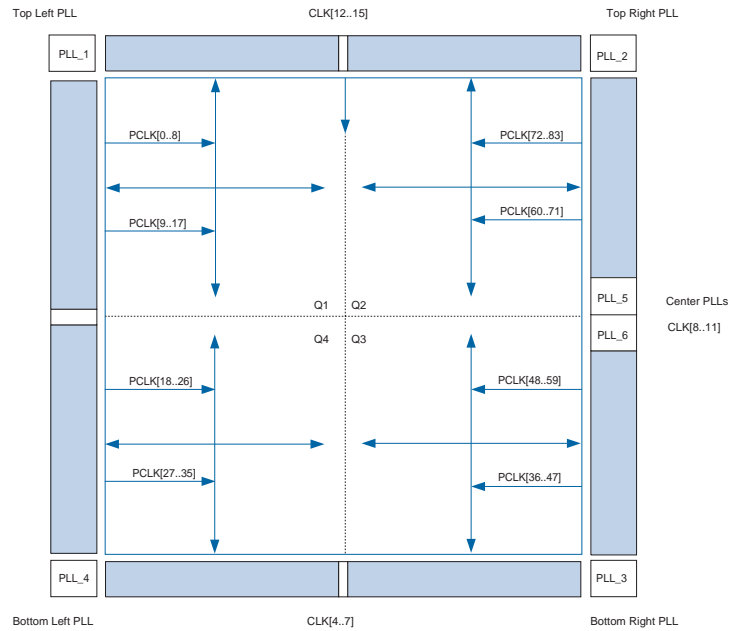 Top Left PLL
CLK[12..15]
Top Right PLL
PLL_1
PLL_2
PCLK[0..8]
PCLK[72..83]
PCLK[9..17]
PCLK[60..71]
PLL_5
Center PLLs
Q1 Q2
CLK[8..11]
PLL_6
Q4 Q3
PCLK[18..26]
PCLK[48..59]
PCLK[27..35]
PCLK[36..47]
PLL_4
PLL_3
Bottom Left PLL
CLK[4..7]
Bottom Right PLL